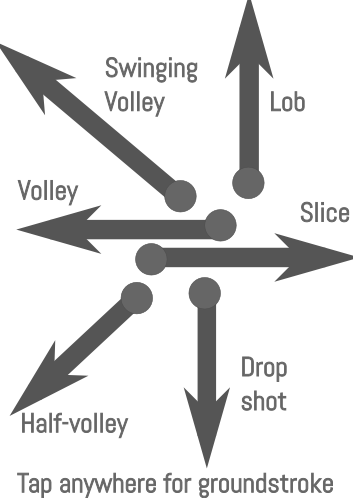 Swinging
Volley
Lob
Volley
Slice
Drop
shot
Half-volley
Tap anywhere for groundstroke